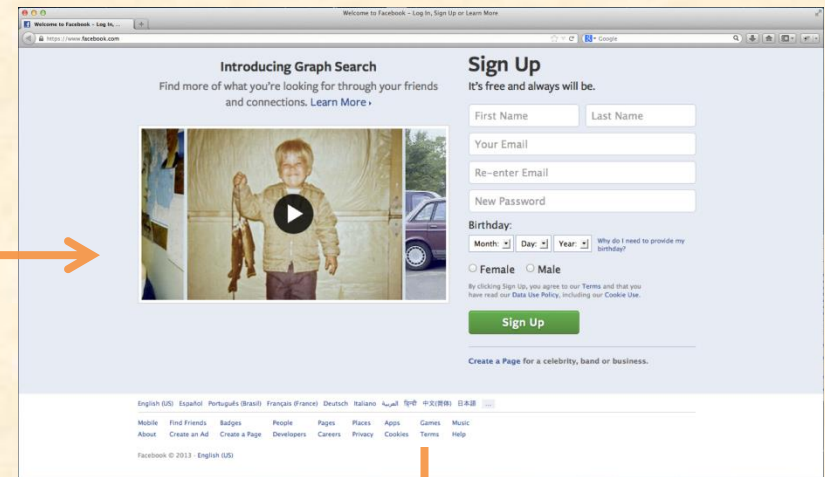 Welcome to Facebook – Log In, Sign Up or Learn More
Welcome to Facebook – Log In, ...
https://www.facebook.com
Google
Introducing Graph Search
Find more of what you're looking for through your friends
and connections. Learn More
Sign Up
It's free and always will be.
First Name
Last Name
Your Email
Re-enter Email
New Password
Birthday:
Month:
Day:
Year:
Why do I need to provide my
birthday?
Female
Male
By clicking Sign Up, you agree to our Terms and that you
have read our Data Use Policy, including our Cookie Use.
Sign Up
Create a Page for a celebrity, band or business.
English (US) Español Português (Brasil) Français (France) Deutsch Italiano العربية हिन्दी 中文(简体) 日本語 ...
Mobile Find Friends Badges People Pages Places Apps Games Music
About Create an Ad Create a Page Developers Careers Privacy Cookies Terms Help
Facebook © 2013 · English (US)